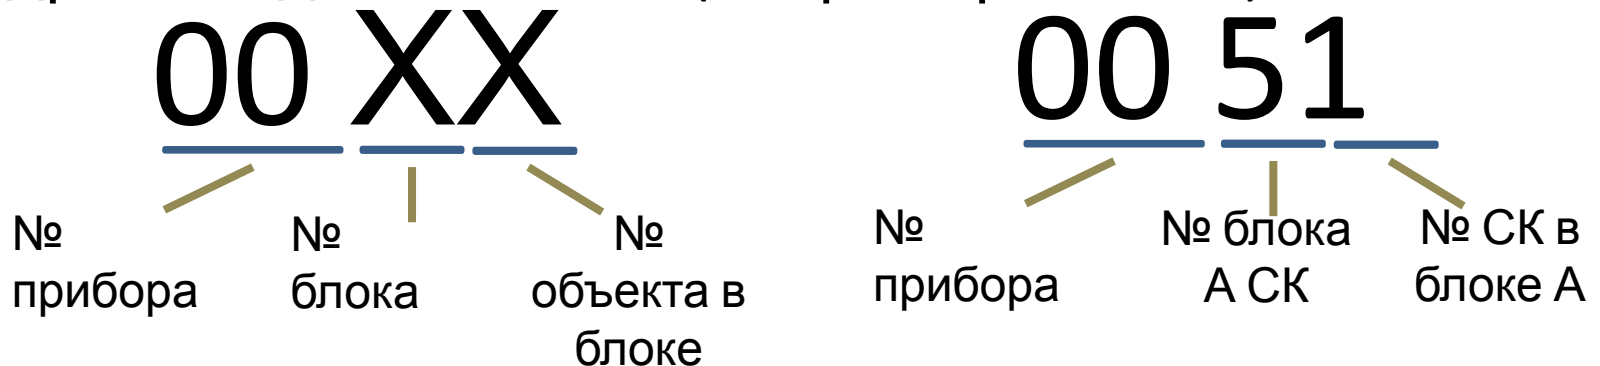 00 XX
№
прибора
№
блока
№
объекта в
блоке
00 51
№
прибора
№ блока
А СК
№ СК в
блоке А